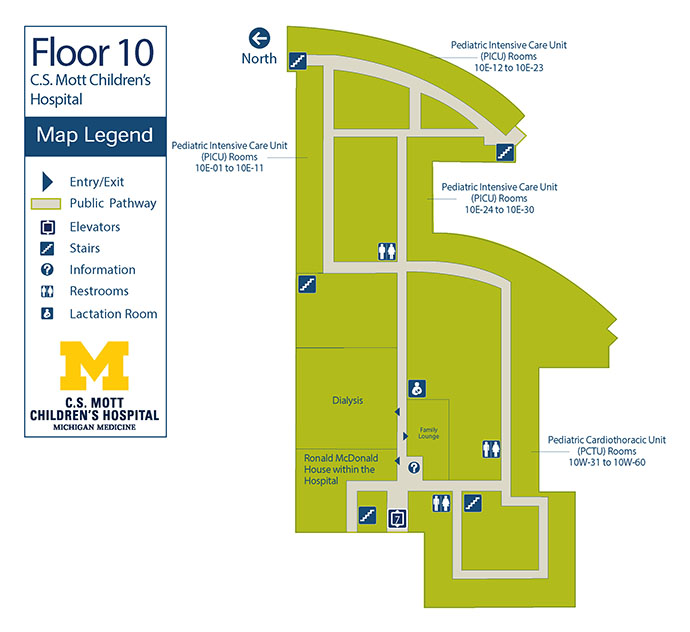 Floor 10
C.S. Mott Children's
Hospital
Map Legend
Entry/Exit
Public Pathway
Elevators
Stairs
Information
Restrooms
Lactation Room
M
C.S. MOTT
CHILDREN'S HOSPITAL
MICHIGAN MEDICINE
North
Pediatric Intensive Care Unit
(PICU) Rooms
10E-12 to 10E-23
Pediatric Intensive Care Unit
(PICU) Rooms
10E-01 to 10E-11
Pediatric Intensive Care Unit
(PICU) Rooms
10E-24 to 10E-30
Dialysis
Family
Lounge
Ronald McDonald
House within the
Hospital
Pediatric Cardiothoracic Unit
(PCTU) Rooms
10W-31 to 10W-60
?
?
7